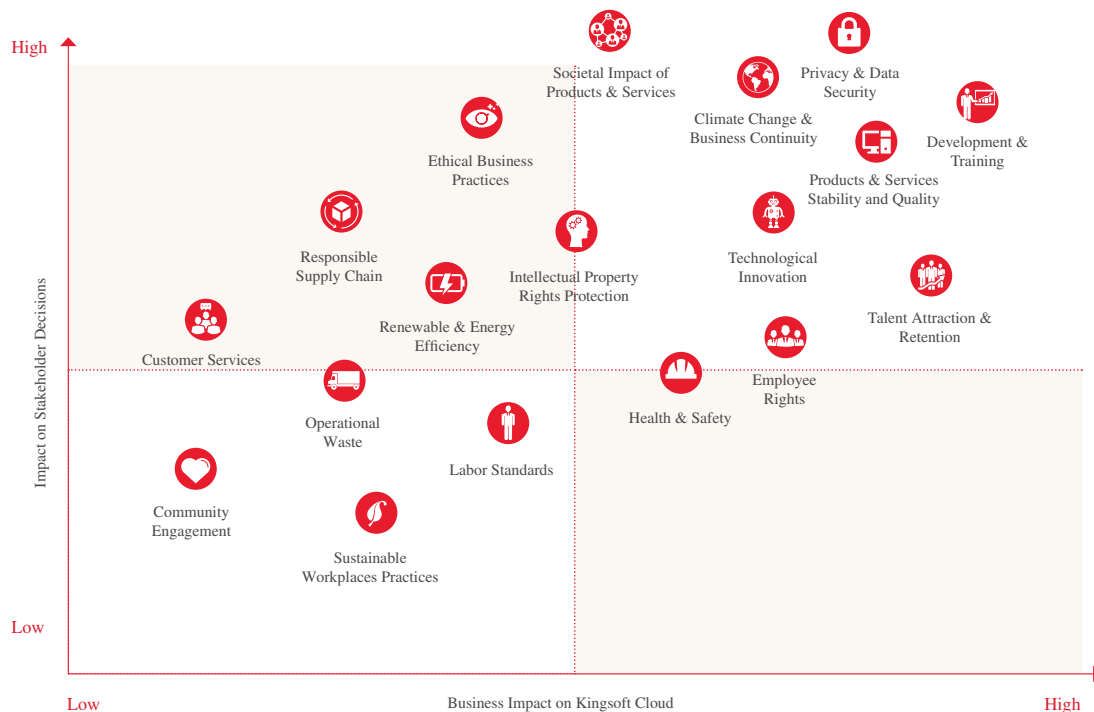 High
Societal Impact of
Products & Services
Privacy & Data
Security
Climate Change &
Business Continuity
Development &
Training
Ethical Business
Practices
Products & Services
Stability and Quality
Responsible
Supply Chain
Intellectual Property
Rights Protection
Technological
Innovation
Renewable & Energy
Efficiency
Talent Attraction &
Retention
Customer Services
Employee
Rights
Health & Safety
Operational
Waste
Labor Standards
Community
Engagement
Sustainable
Workplaces Practices
Impact on Stakeholder Decisions
Low
Low
Business Impact on Kingsoft Cloud
High